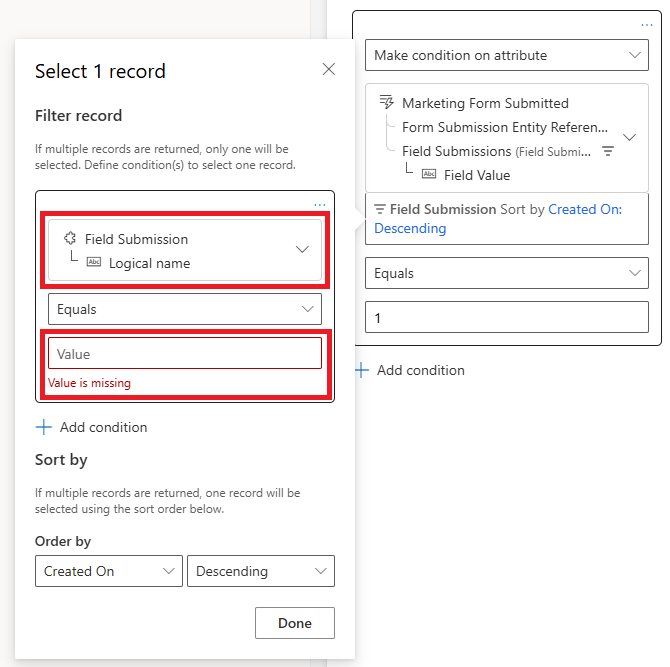 Select 1 record
Filter record
If multiple records are returned, only one will be
selected. Define condition(s) to select one record.
...
Field Submission
Abc Logical name
Equals
Value
Value is missing
Add condition
Sort by
If multiple records are returned, one record will be
selected using the sort order below.
Order by
Created On
Descending
Done
...
Make condition on attribute
Marketing Form Submitted
Form Submission Entity Referen...
Field Submissions (Field Submi...
Abc Field Value
Field Submission Sort by Created On:
Descending
Equals
1
Add condition